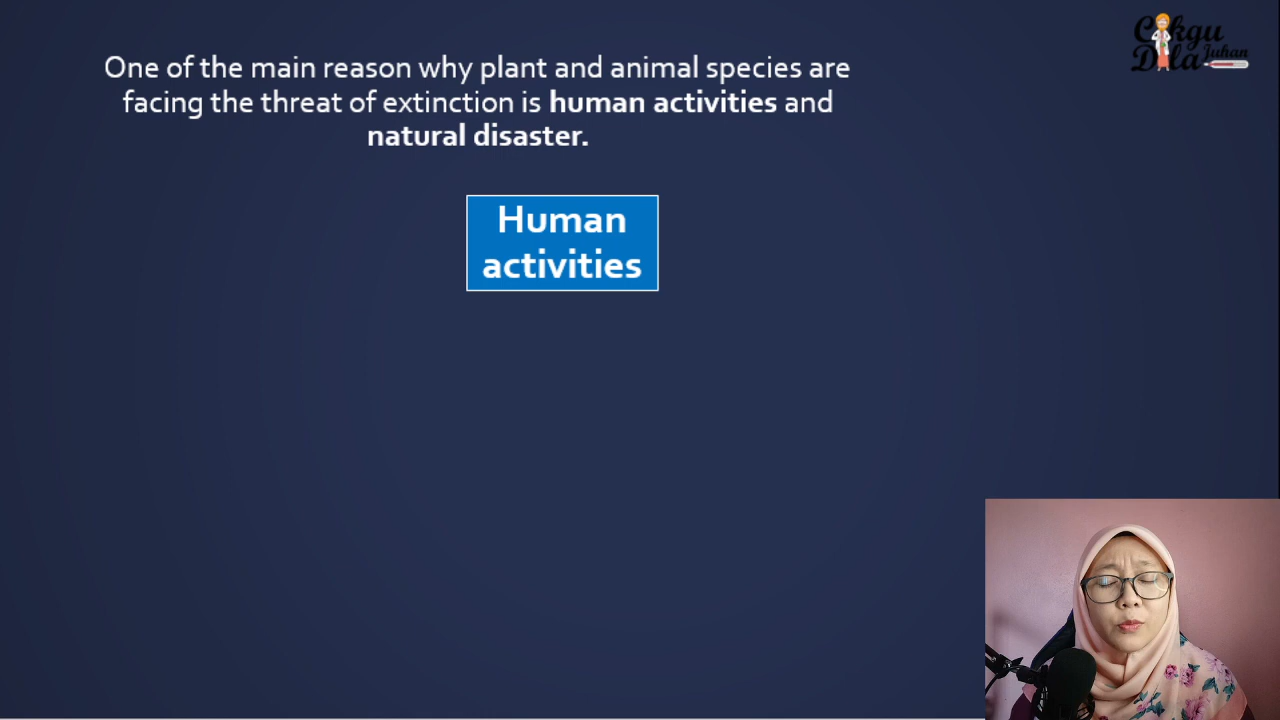 One of the main reason why plant and animal species are
facing the threat of extinction is human activities and
natural disaster.
Human
activities
Cikgu
Dila Juhan